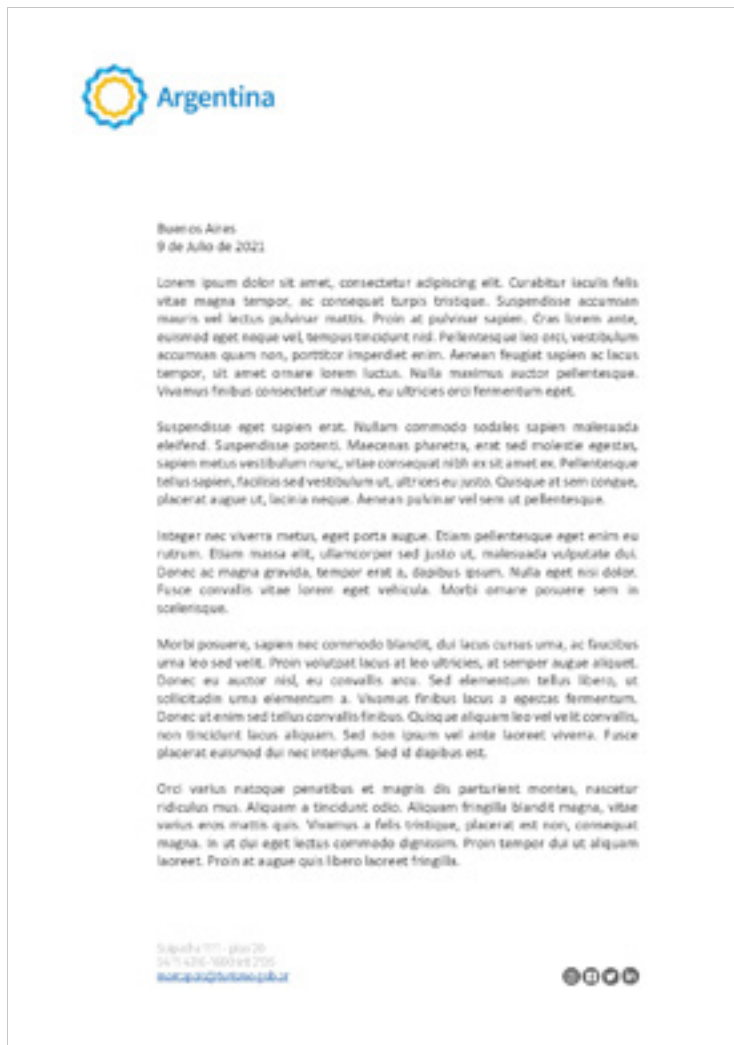 Argentina
Buenos Aires
9 de Julio de 2021
Lorem ipsum dolor sit amet, consectetur adipiscing elit. Curabitur iaculis felis
vitae magna tempor, ac consequat turpis tristique. Suspendisse accumsan
mauris vel lectus pulvinar mattis. Proin at pulvinar sapien. Cras lorem ante,
euismod eget neque vel, tempus tincidunt nisl. Pellentesque leo orci, vestibulum
accumsan quam non, porttitor imperdiet enim. Aenean feugiat sapien ac lacus
tempor, sit amet ornare lorem luctus. Nulla maximus auctor pellentesque.
Vivamus finibus consectetur magna, eu ultricies orci fermentum eget.
Suspendisse eget sapien erat. Nullam commodo sodales sapien malesuada
eleifend. Suspendisse potenti. Maecenas pharetra, erat sed molestie egestas,
sapien metus vestibulum nunc, vitae consequat nibh ex sit amet ex. Pellentesque
tellus sapien, facilisis sed vestibulum ut, ultrices eu justo. Quisque at sem congue,
placerat augue ut, lacinia neque. Aenean pulvinar vel sem ut pellentesque.
Integer nec viverra metus, eget porta augue. Etiam pellentesque eget enim eu
rutrum. Etiam massa elit, ullamcorper sed justo ut, malesuada vulputate dui.
Donec ac magna gravida, tempor erat a, dapibus ipsum. Nulla eget nisi dolor.
Fusce convallis vitae lorem eget vehicula. Morbi ornare posuere sem in
scelerisque.
Morbi posuere, sapien nec commodo blandit, dui lacus cursus urna, ac faucibus
urna leo sed velit. Proin volutpat lacus at leo ultricies, at semper augue aliquet.
Donec eu auctor nisl, eu convallis arcu. Sed elementum tellus libero, ut
sollicitudin urna elementum a. Vivamus finibus lacus a egestas fermentum.
Donec ut enim sed tellus convallis finibus. Quisque aliquam leo vel velit convallis,
non tincidunt lacus aliquam. Sed non ipsum vel ante laoreet viverra. Fusce
placerat euismod dui nec interdum. Sed id dapibus est.
Orci varius natoque penatibus et magnis dis parturient montes, nascetur
ridiculus mus. Aliquam a tincidunt odio. Aliquam fringilla blandit magna, vitae
varius eros mattis quis. Vivamus a felis tristique, placerat est non, consequat
magna. In ut dui eget lectus commodo dignissim. Proin tempor dui ut aliquam
laoreet. Proin at augue quis libero laoreet fringilla.